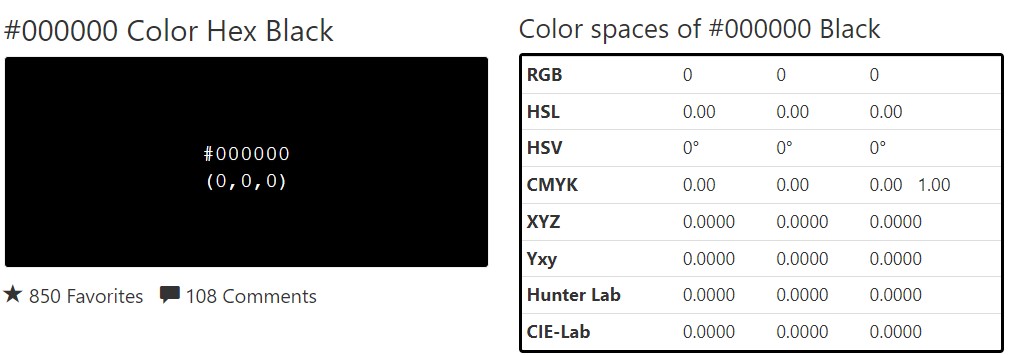 #000000 Color Hex Black
#000000
(0,0,0)
850 Favorites 108 Comments
Color spaces of #000000 Black
RGB 0 0 0
HSL 0.00 0.00 0.00
HSV 0° 0° 0°
CMYK 0.00 0.00 0.00 1.00
XYZ 0.0000 0.0000 0.0000
Yxy 0.0000 0.0000 0.0000
Hunter Lab 0.0000 0.0000 0.0000
CIE-Lab 0.0000 0.0000 0.0000